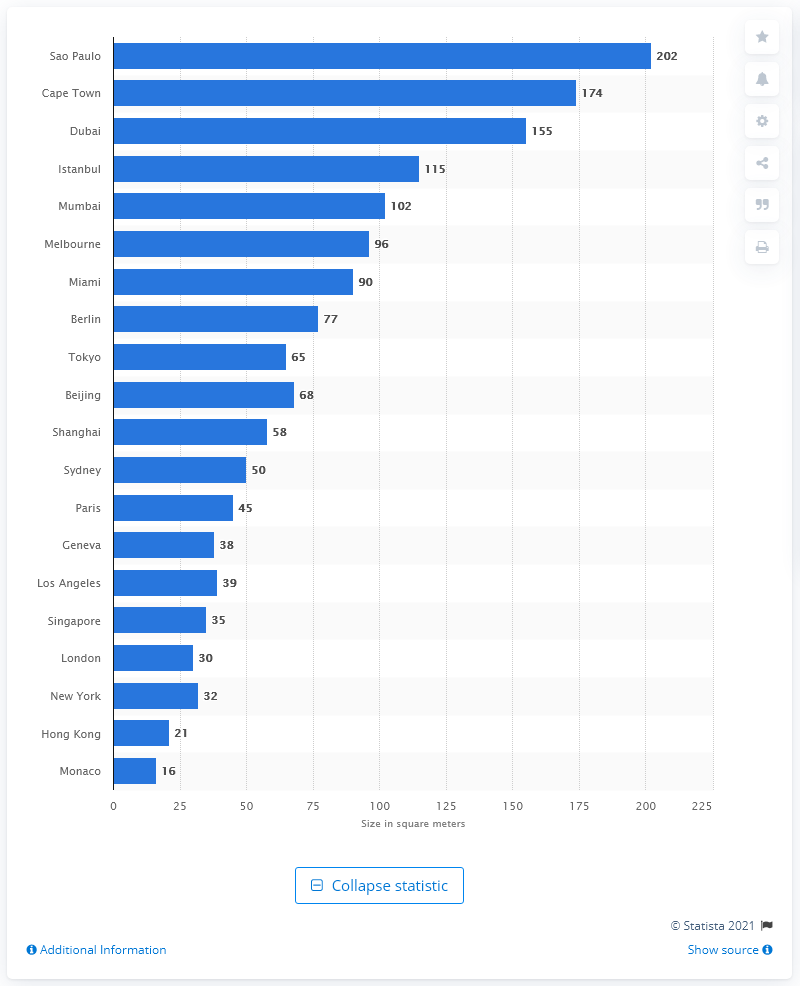 Sao Paulo 202
Cape Town 174
Dubai 155
Istanbul 115
Mumbai 102
Melbourne 96
Miami 90
Berlin 77
Tokyo 65
Beijing 68
Shanghai 58
Sydney 50
Paris 45
Geneva 38
Los Angeles 39
Singapore 35
London 30
New York 32
Hong Kong 21
Monaco 16
0 25 50 75 100 125 150 175 200 225
Size in square meters
Collapse statistic
© Statista 2021
Additional Information
Show source